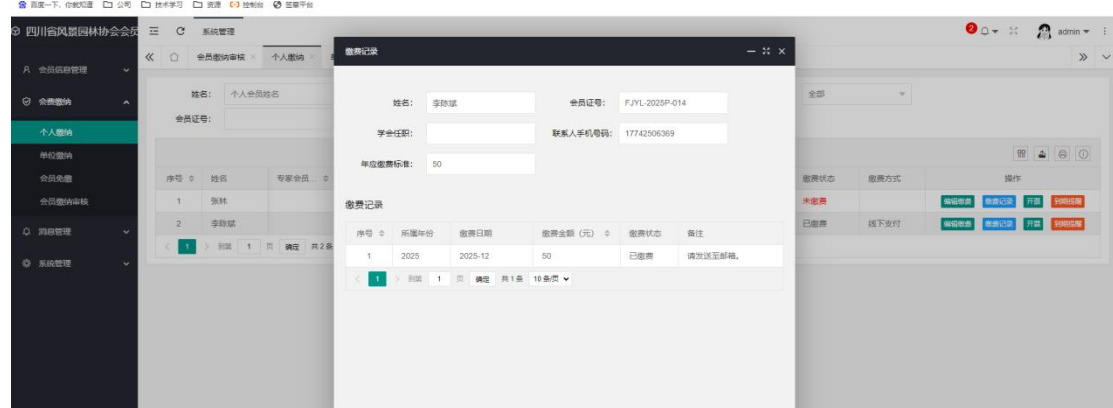 百度一下，你就知道 公司 技术学习 资源 控制台 签章平台
四川省风景园林协会会员
系统管理
2
admin
会员缴纳审核 个人缴纳
会员信息管理
会费缴纳
个人缴纳
单位缴纳
会员免缴
会员缴纳审核
消息管理
系统管理
姓名: 个人会员姓名
会员证号:
全部
序号 姓名 专家会员... 缴费状态 缴费方式 操作
1 张林 未缴费 编辑缴费 缴费记录 开票 到期提醒
2 李际斌 已缴费 线下支付 编辑缴费 缴费记录 开票 到期提醒
1 到第 1 页 确定 共 2 条
缴费记录
姓名: 李际斌 会员证号: FJYL-2025P-014
学会任职: 联系人手机号码: 17742506369
年应缴费标准: 50
缴费记录
序号 所属年份 缴费日期 缴费金额（元） 缴费状态 备注
1 2025 2025-12 50 已缴费 请发送至邮箱。
1 到第 1 页 确定 共 1 条 10 条/页